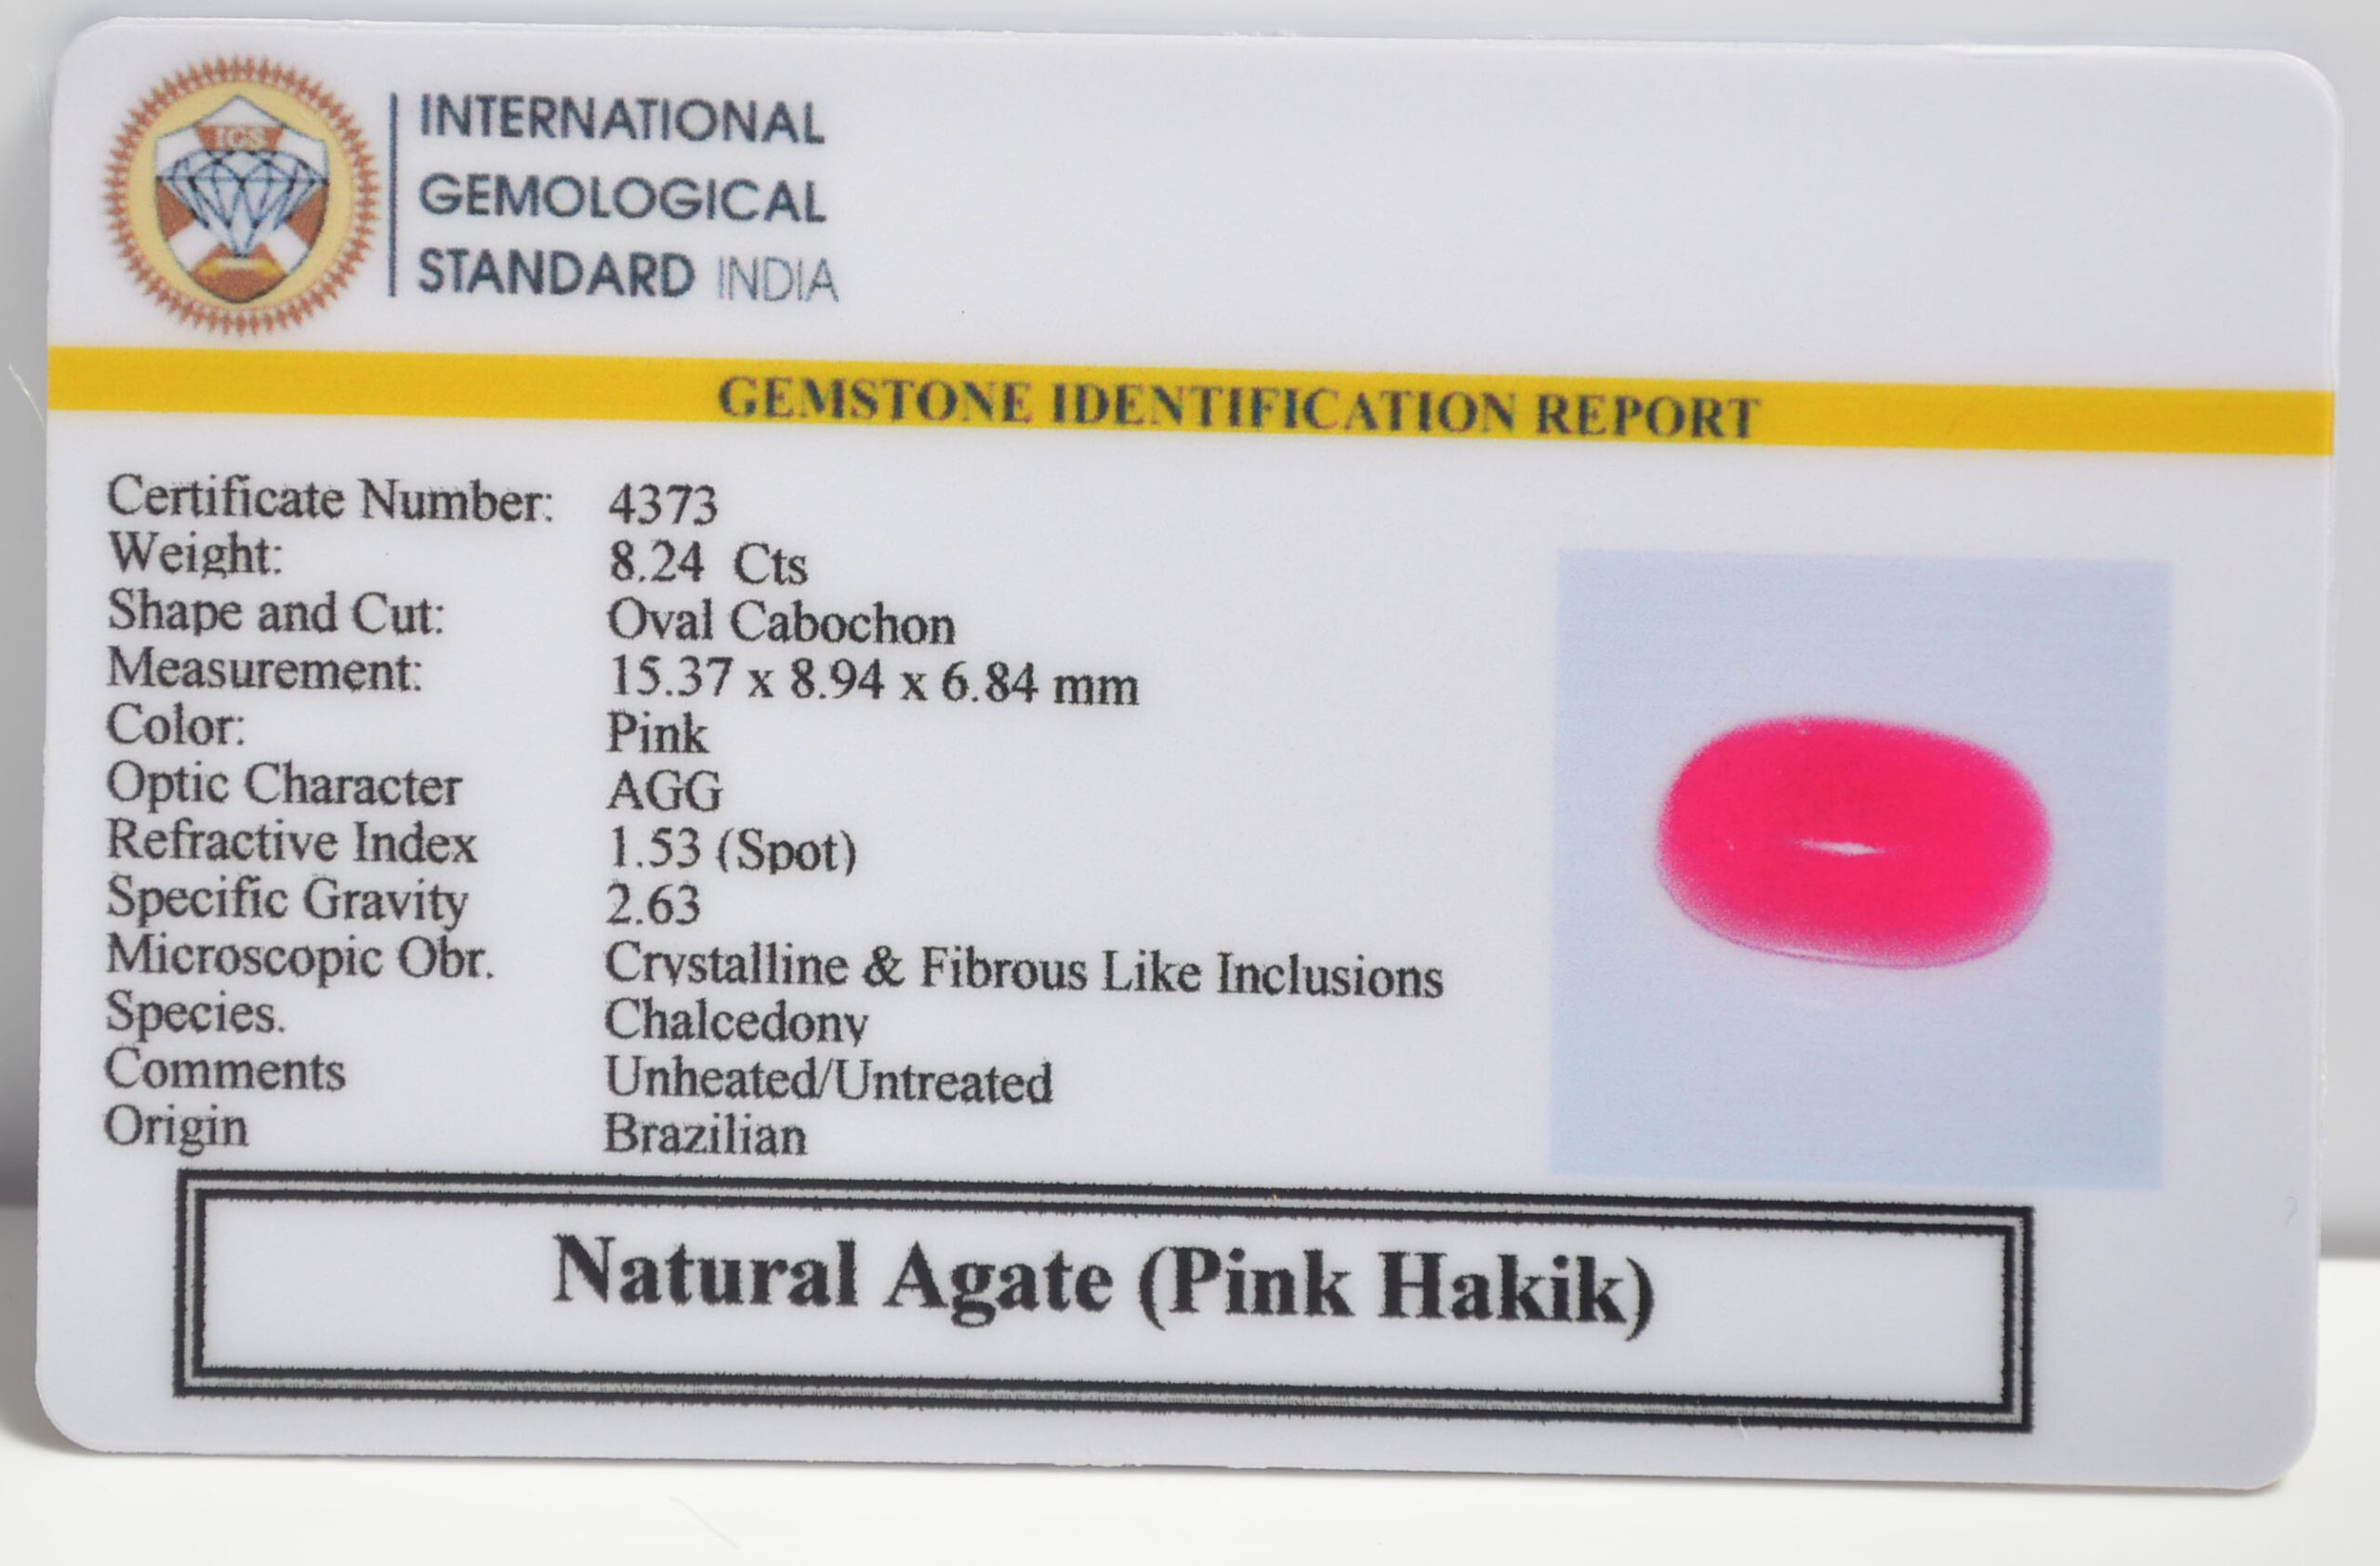 IGS
INTERNATIONAL
GEMOLOGICAL
STANDARD INDIA
GEMSTONE IDENTIFICATION REPORT
Certificate Number: 4373
Weight: 8.24 Cts
Shape and Cut: Oval Cabochon
Measurement: 15.37 x 8.94 x 6.84 mm
Color: Pink
Optic Character AGG
Refractive Index 1.53 (Spot)
Specific Gravity 2.63
Microscopic Obr. Crystalline & Fibrous Like Inclusions
Species. Chalcedony
Comments Unheated/Untreated
Origin Brazilian
Natural Agate (Pink Hakik)